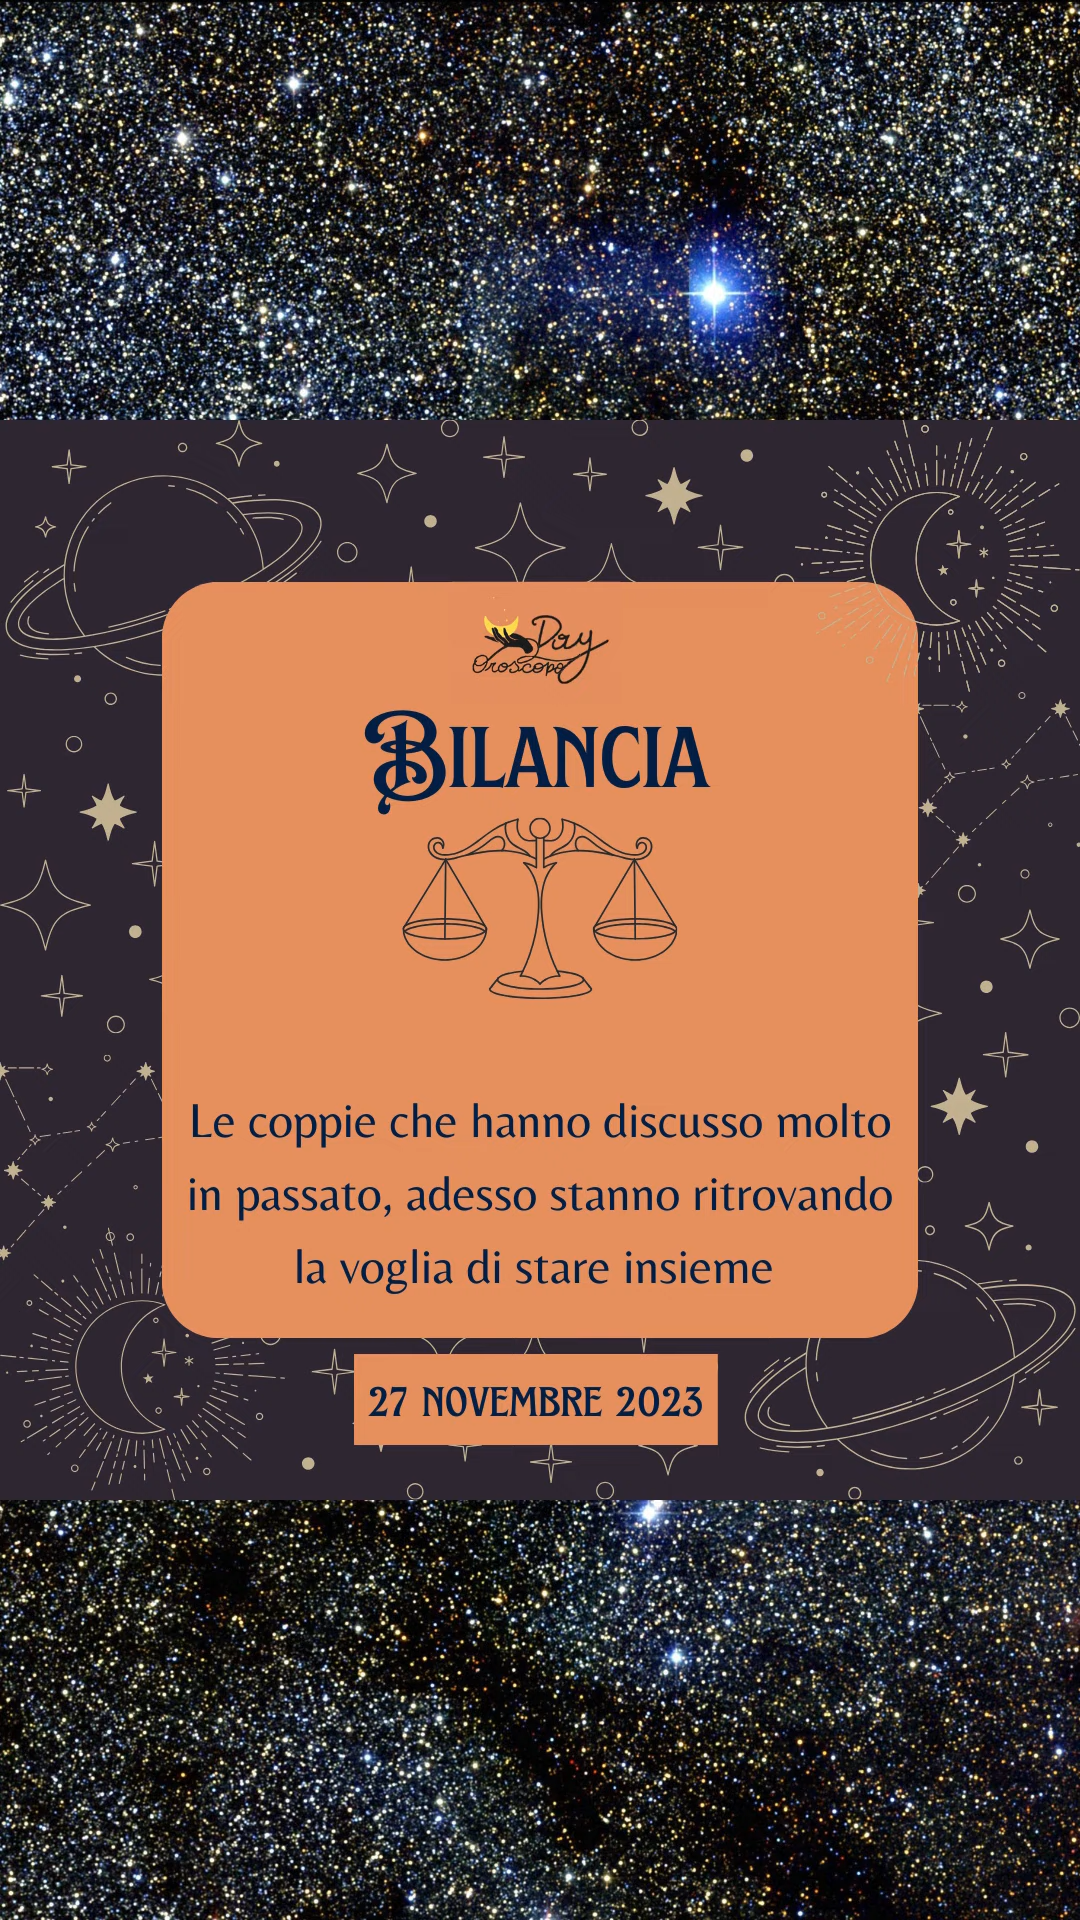 Day
Oroscopo
BILANCIA
Le coppie che hanno discusso molto
in passato, adesso stanno ritrovando
la voglia di stare insieme
27 NOVEMBRE 2023